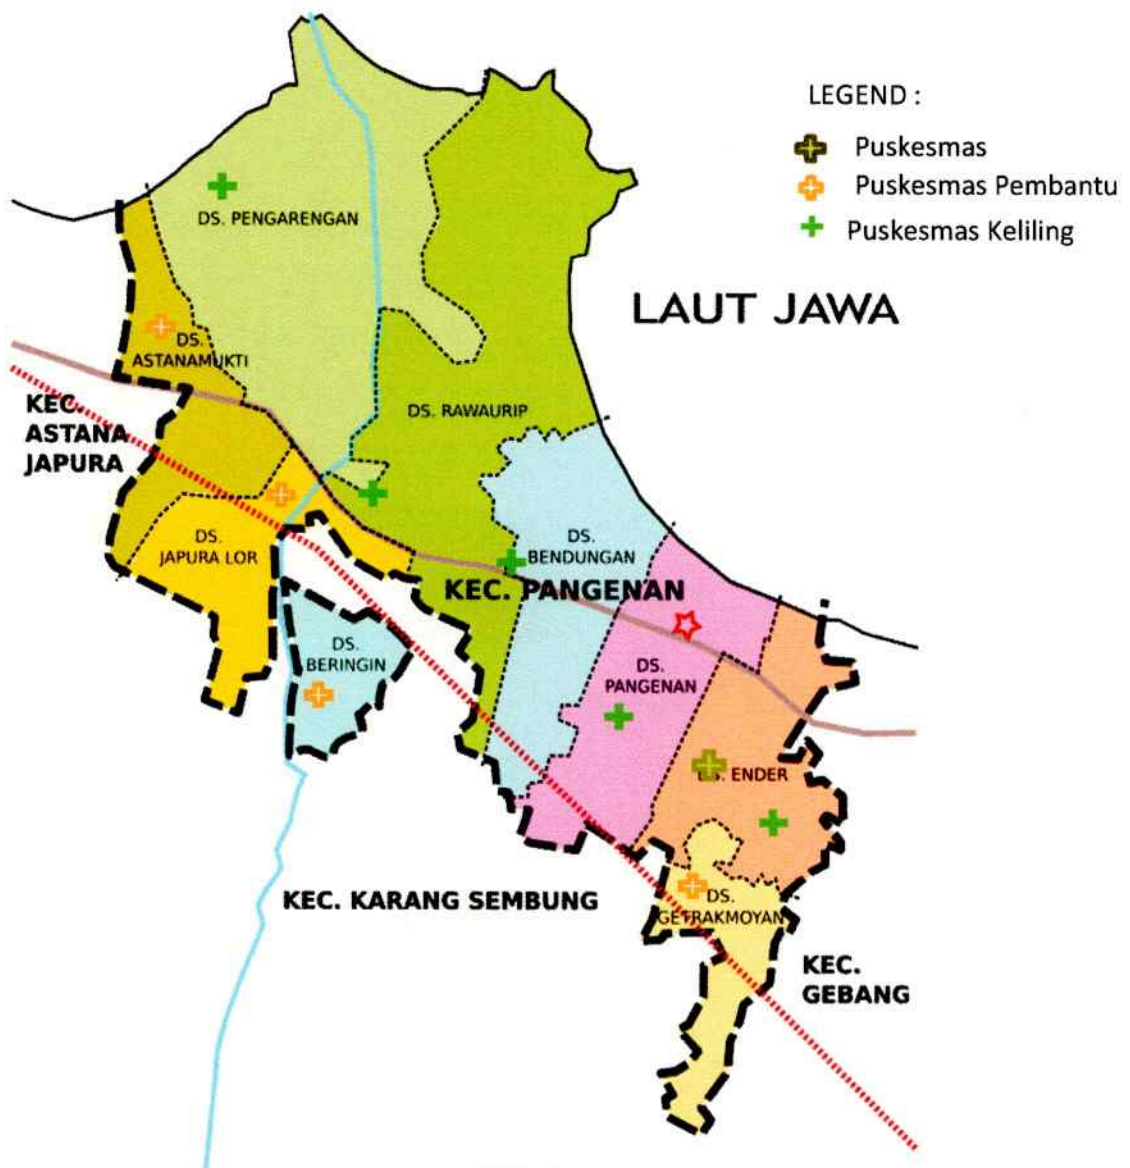 LEGEND :
Puskesmas
Puskesmas Pembantu
Puskesmas Keliling
DS. PENGARENGAN
LAUT JAWA
DS.
ASTANAMUKTI
KEC.
ASTANA
JAPURA
DS. RAWAURIP
DS.
JAPURA LOR
DS.
BENDUNGAN
KEC. PANGENAN
DS.
BERINGIN
DS.
PANGENAN
DS. ENDER
KEC. KARANG SEMBUNG
DS.
GETRAKMOYAN
KEC.
GEBANG